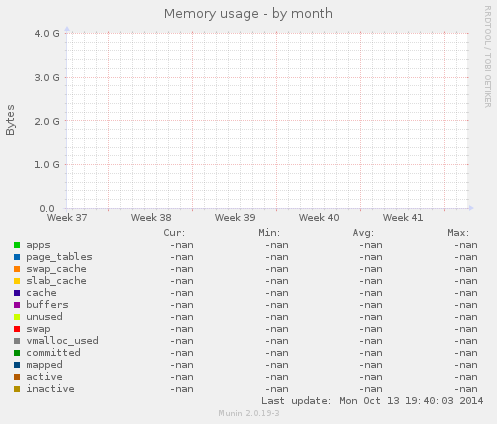 Memory usage - by month
RRDTOOL / TOBI OETIKER
Bytes
4.0 G
3.0 G
2.0 G
1.0 G
0.0
Week 37 Week 38 Week 39 Week 40 Week 41
Cur: Min: Avg: Max:
apps -nan -nan -nan -nan
page_tables -nan -nan -nan -nan
swap_cache -nan -nan -nan -nan
slab_cache -nan -nan -nan -nan
cache -nan -nan -nan -nan
buffers -nan -nan -nan -nan
unused -nan -nan -nan -nan
swap -nan -nan -nan -nan
vmalloc_used -nan -nan -nan -nan
committed -nan -nan -nan -nan
mapped -nan -nan -nan -nan
active -nan -nan -nan -nan
inactive -nan -nan -nan -nan
Last update: Mon Oct 13 19:40:03 2014
Munin 2.0.19-3